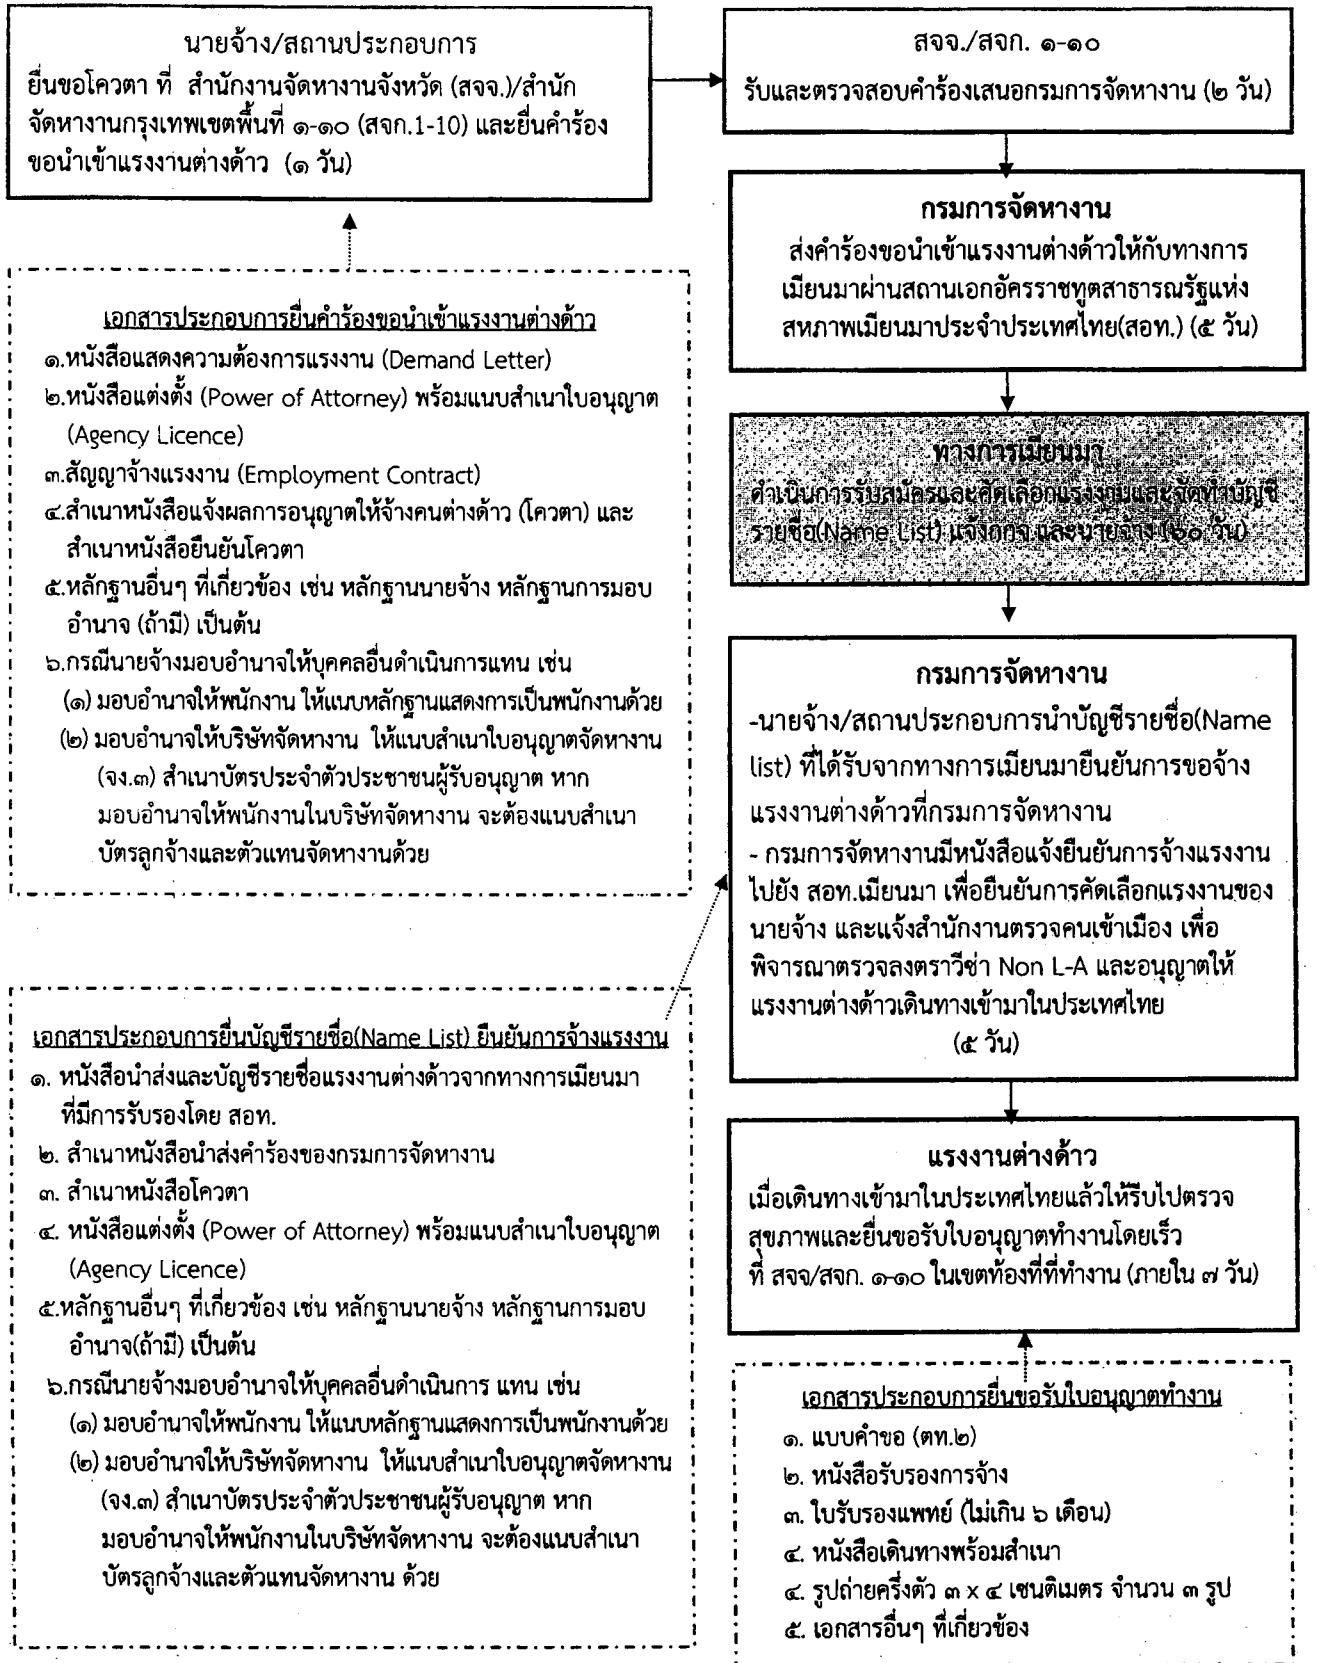 นายจ้าง/สถานประกอบการ
ยื่นขอโควตา ที่ สำนักงานจัดหางานจังหวัด (สจจ.)/สำนัก
จัดหางานกรุงเทพเขตพื้นที่ ๑-๑๐ (สจก.1-10) และยื่นคำร้อง
ขอนำเข้าแรงงานต่างด้าว (๑ วัน)
สจจ./สจก. ๑-๑๐
รับและตรวจสอบคำร้องเสนอกรมการจัดหางาน (๒ วัน)
กรมการจัดหางาน
ส่งคำร้องขอนำเข้าแรงงานต่างด้าวให้กับทางการ
เมียนมาผ่านสถานเอกอัครราชทูตสาธารณรัฐแห่ง
สหภาพเมียนมาประจำประเทศไทย(สอท.) (๕ วัน)
ทางการเมียนมา
ดำเนินการรับสมัครและคัดเลือกแรงงานและจัดทำบัญชี
รายชื่อ(Name List) แจ้งกกจ และนายจ้าง (๖๐ วัน)
กรมการจัดหางาน
-นายจ้าง/สถานประกอบการนำบัญชีรายชื่อ(Name
list) ที่ได้รับจากทางการเมียนมายืนยันการขอจ้าง
แรงงานต่างด้าวที่กรมการจัดหางาน
- กรมการจัดหางานมีหนังสือแจ้งยืนยันการจ้างแรงงาน
ไปยัง สอท.เมียนมา เพื่อยืนยันการคัดเลือกแรงงานของ
นายจ้าง และแจ้งสำนักงานตรวจคนเข้าเมือง เพื่อ
พิจารณาตรวจลงตราวีซ่า Non L-A และอนุญาตให้
แรงงานต่างด้าวเดินทางเข้ามาในประเทศไทย
(๕ วัน)
แรงงานต่างด้าว
เมื่อเดินทางเข้ามาในประเทศไทยแล้วให้รีบไปตรวจ
สุขภาพและยื่นขอรับใบอนุญาตทำงานโดยเร็ว
ที่ สจจ/สจก. ๑-๑๐ ในเขตท้องที่ที่ทำงาน (ภายใน ๗ วัน)
เอกสารประกอบการยื่นคำร้องขอนำเข้าแรงงานต่างด้าว
๑.หนังสือแสดงความต้องการแรงงาน (Demand Letter)
๒.หนังสือแต่งตั้ง (Power of Attorney) พร้อมแนบสำเนาใบอนุญาต
(Agency Licence)
๓.สัญญาจ้างแรงงาน (Employment Contract)
๔.สำเนาหนังสือแจ้งผลการอนุญาตให้จ้างคนต่างด้าว (โควตา) และ
สำเนาหนังสือยืนยันโควตา
๕.หลักฐานอื่นๆ ที่เกี่ยวข้อง เช่น หลักฐานนายจ้าง หลักฐานการมอบ
อำนาจ (ถ้ามี) เป็นต้น
๖.กรณีนายจ้างมอบอำนาจให้บุคคลอื่นดำเนินการแทน เช่น
(๑) มอบอำนาจให้พนักงาน ให้แนบหลักฐานแสดงการเป็นพนักงานด้วย
(๒) มอบอำนาจให้บริษัทจัดหางาน ให้แนบสำเนาใบอนุญาตจัดหางาน
(จง.๓) สำเนาบัตรประจำตัวประชาชนผู้รับอนุญาต หาก
มอบอำนาจให้พนักงานในบริษัทจัดหางาน จะต้องแนบสำเนา
บัตรลูกจ้างและตัวแทนจัดหางานด้วย
เอกสารประกอบการยื่นบัญชีรายชื่อ(Name List) ยืนยันการจ้างแรงงาน
๑. หนังสือนำส่งและบัญชีรายชื่อแรงงานต่างด้าวจากทางการเมียนมา
ที่มีการรับรองโดย สอท.
๒. สำเนาหนังสือนำส่งคำร้องของกรมการจัดหางาน
๓. สำเนาหนังสือโควตา
๔. หนังสือแต่งตั้ง (Power of Attorney) พร้อมแนบสำเนาใบอนุญาต
(Agency Licence)
๕.หลักฐานอื่นๆ ที่เกี่ยวข้อง เช่น หลักฐานนายจ้าง หลักฐานการมอบ
อำนาจ(ถ้ามี) เป็นต้น
๖.กรณีนายจ้างมอบอำนาจให้บุคคลอื่นดำเนินการ แทน เช่น
(๑) มอบอำนาจให้พนักงาน ให้แนบหลักฐานแสดงการเป็นพนักงานด้วย
(๒) มอบอำนาจให้บริษัทจัดหางาน ให้แนบสำเนาใบอนุญาตจัดหางาน
(จง.๓) สำเนาบัตรประจำตัวประชาชนผู้รับอนุญาต หาก
มอบอำนาจให้พนักงานในบริษัทจัดหางาน จะต้องแนบสำเนา
บัตรลูกจ้างและตัวแทนจัดหางาน ด้วย
เอกสารประกอบการยื่นขอรับใบอนุญาตทำงาน
๑. แบบคำขอ (ตท.๒)
๒. หนังสือรับรองการจ้าง
๓. ใบรับรองแพทย์ (ไม่เกิน ๖ เดือน)
๔. หนังสือเดินทางพร้อมสำเนา
๔. รูปถ่ายครึ่งตัว ๓ x ๔ เซนติเมตร จำนวน ๓ รูป
๕. เอกสารอื่นๆ ที่เกี่ยวข้อง